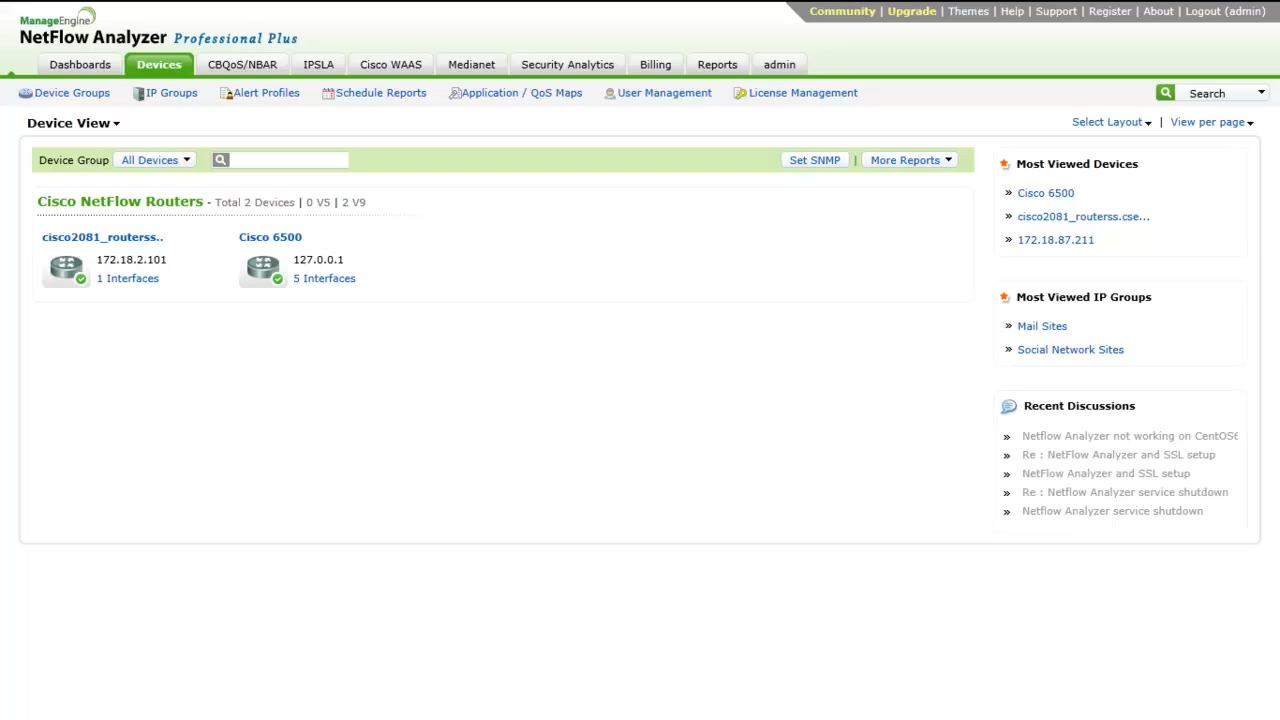 ManageEngine
NetFlow Analyzer Professional Plus
Community | Upgrade | Themes | Help | Support | Register | About | Logout (admin)
Dashboards Devices CBQoS/NBAR IPSLA Cisco WAAS Medianet Security Analytics Billing Reports admin
Device Groups IP Groups Alert Profiles Schedule Reports Application / QoS Maps User Management License Management Search
Device View Select Layout | View per page
Device Group All Devices Set SNMP | More Reports
Cisco NetFlow Routers - Total 2 Devices | 0 V5 | 2 V9
cisco2081_routerss.. Cisco 6500
172.18.2.101 127.0.0.1
1 Interfaces 5 Interfaces
Most Viewed Devices
» Cisco 6500
» cisco2081_routerss.cse...
» 172.18.87.211
Most Viewed IP Groups
» Mail Sites
» Social Network Sites
Recent Discussions
» Netflow Analyzer not working on CentOS6
» Re : NetFlow Analyzer and SSL setup
» NetFlow Analyzer and SSL setup
» Re : Netflow Analyzer service shutdown
» Netflow Analyzer service shutdown